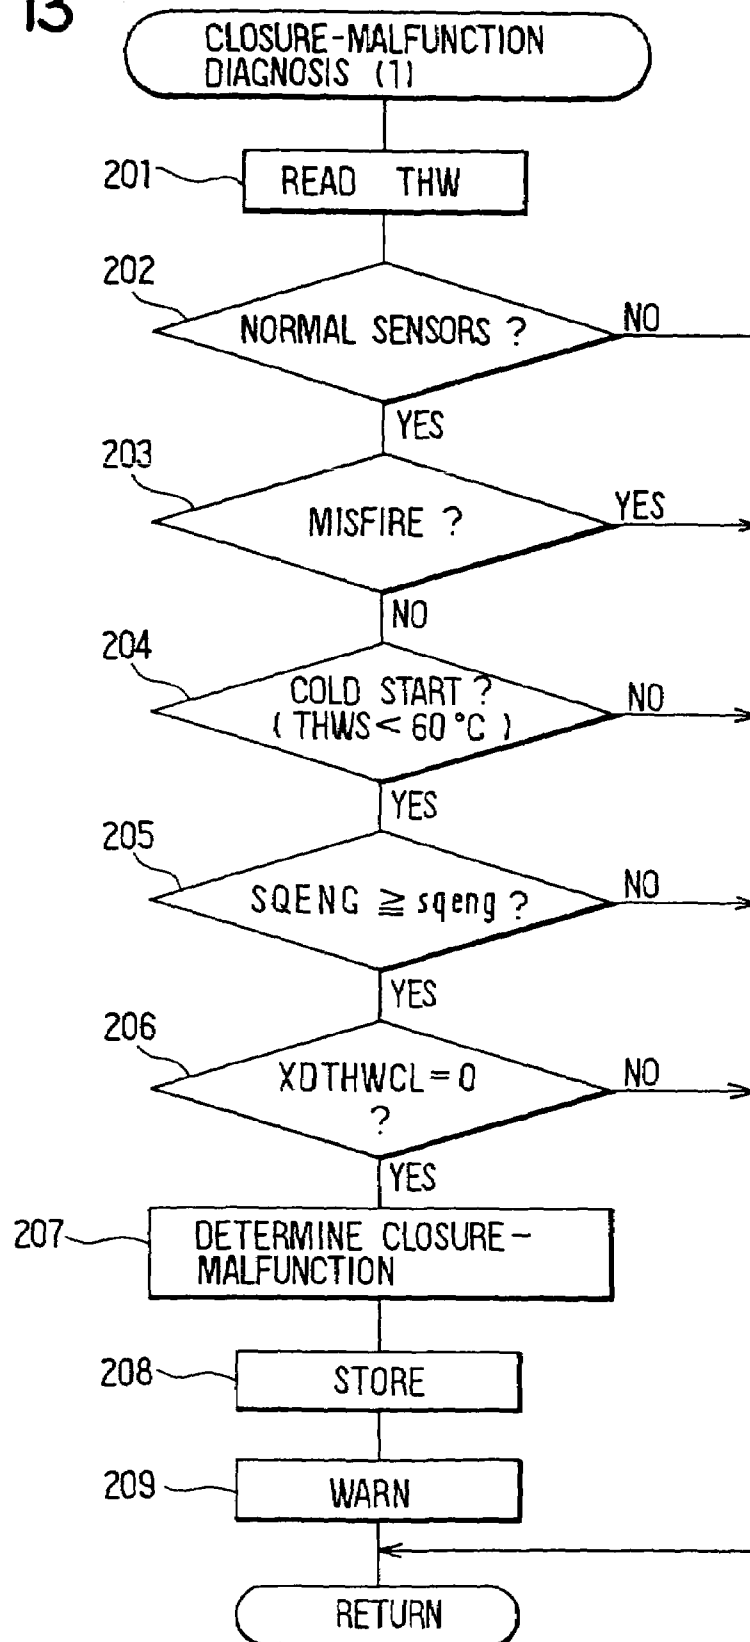 13
CLOSURE-MALFUNCTION
DIAGNOSIS (1)
201
READ THW
202
NORMAL SENSORS ?
NO
YES
203
MISFIRE ?
YES
NO
204
COLD START ?
( THWS < 60 °C )
NO
YES
205
SQENG ≧ sqeng ?
NO
YES
206
XDTHWCL = 0
?
NO
YES
207
DETERMINE CLOSURE-
MALFUNCTION
208
STORE
209
WARN
RETURN